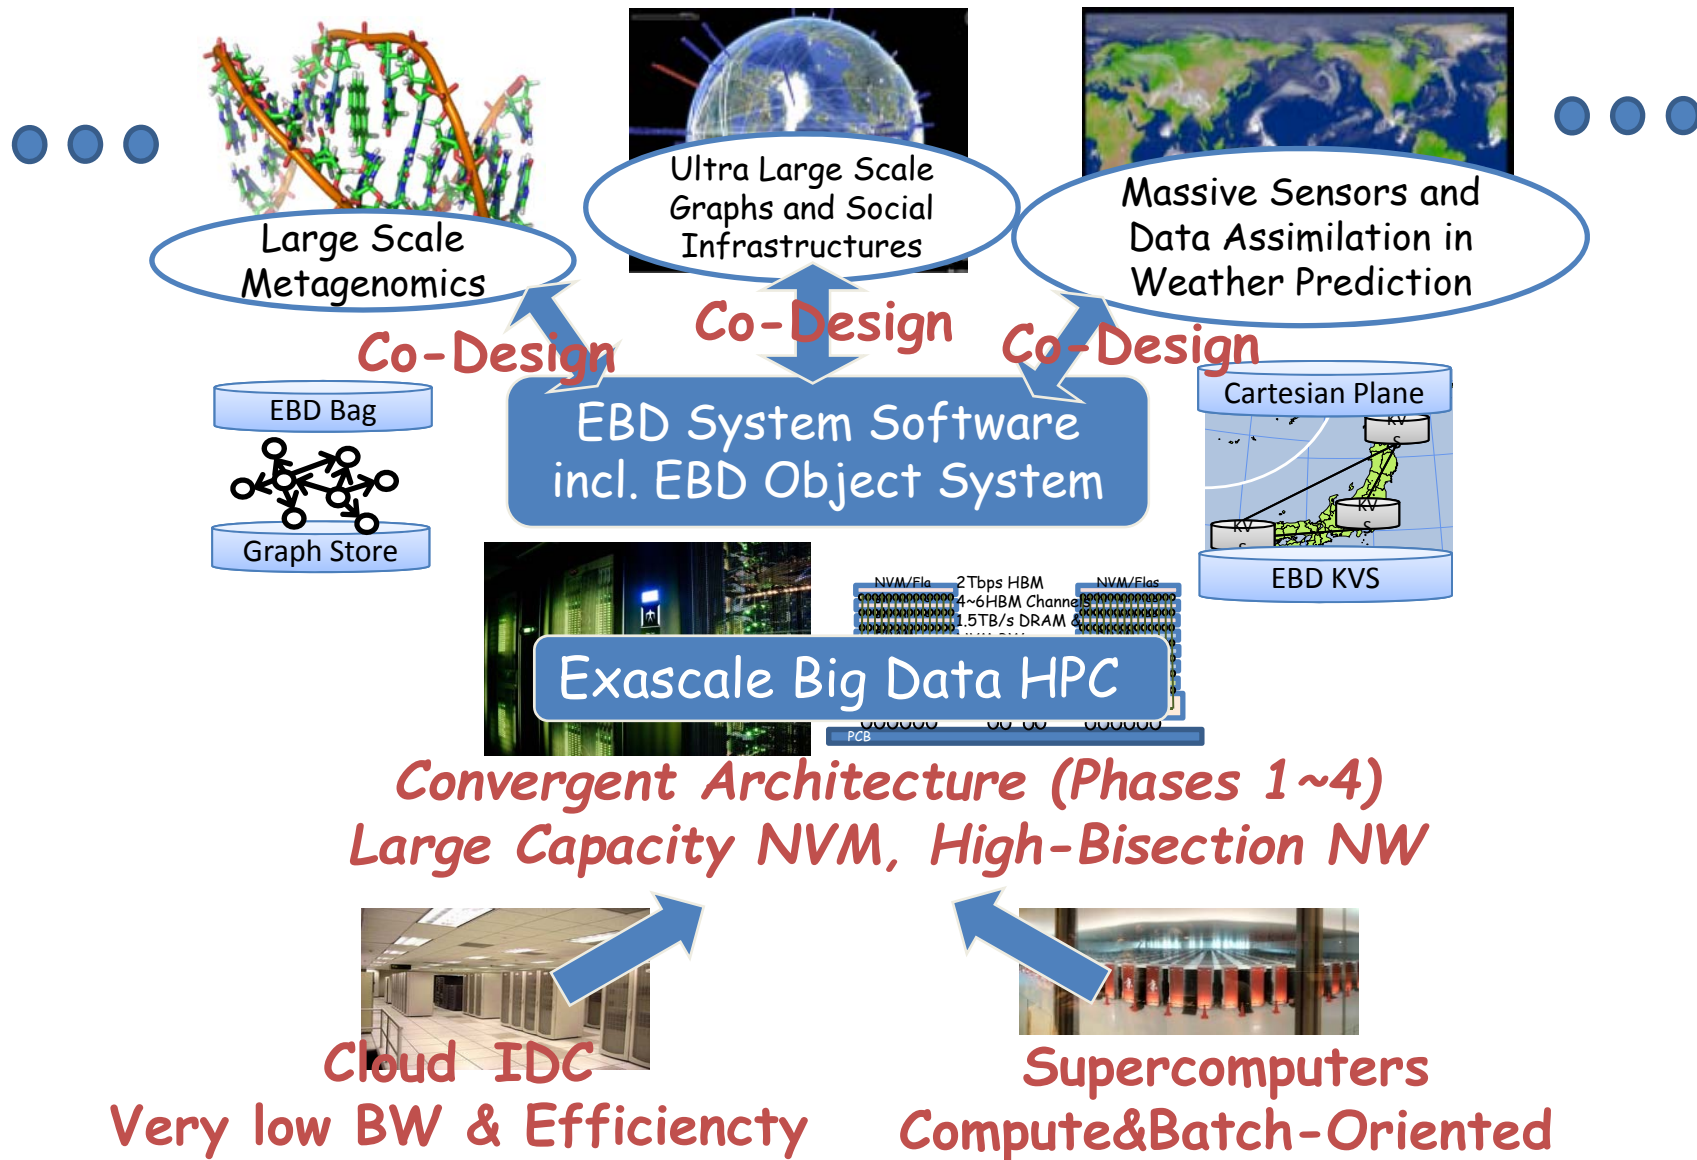 Large Scale
Metagenomics
Ultra Large Scale
Graphs and Social
Infrastructures
Massive Sensors and
Data Assimilation in
Weather Prediction
Co-Design
Co-Design
Co-Design
EBD Bag
Graph Store
EBD System Software
incl. EBD Object System
Cartesian Plane
KV
S
KV
S
KV
EBD KVS
NVM/Fla
2Tbps HBM
4~6HBM Channels
1.5TB/s DRAM &
NVM/Flas
Exascale Big Data HPC
PCB
Convergent Architecture (Phases 1~4)
Large Capacity NVM, High-Bisection NW
Cloud IDC
Very low BW & Efficiencty
Supercomputers
Compute&Batch-Oriented